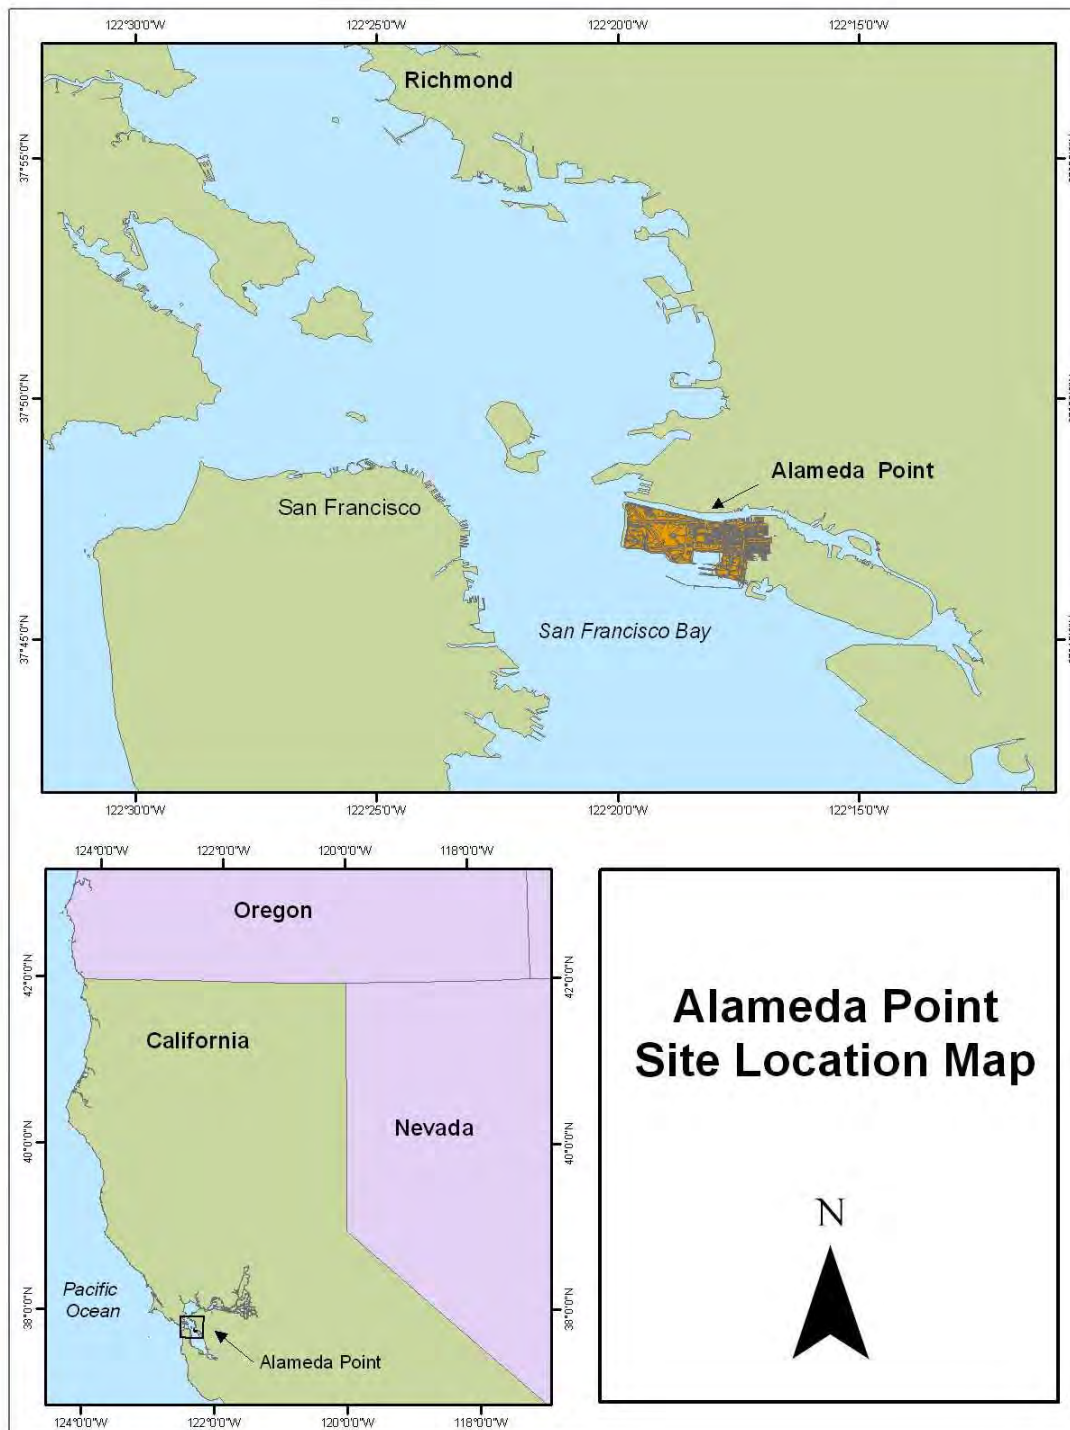 122°30'0"W
122°25'0"W
122°20'0"W
122°15'0"W
Richmond
37°55'0"N
37°50'0"N
37°50'0"N
Alameda Point
San Francisco
San Francisco Bay
37°45'0"N
122°30'0"W
122°25'0"W
122°20'0"W
122°15'0"W
124°0'0"W
122°0'0"W
120°0'0"W
118°0'0"W
Oregon
42°0'0"N
42°0'0"N
California
Nevada
40°0'0"N
40°0'0"N
Pacific
Ocean
38°0'0"N
38°0'0"N
Alameda Point
124°0'0"W
122°0'0"W
120°0'0"W
118°0'0"W
Alameda Point
Site Location Map
N